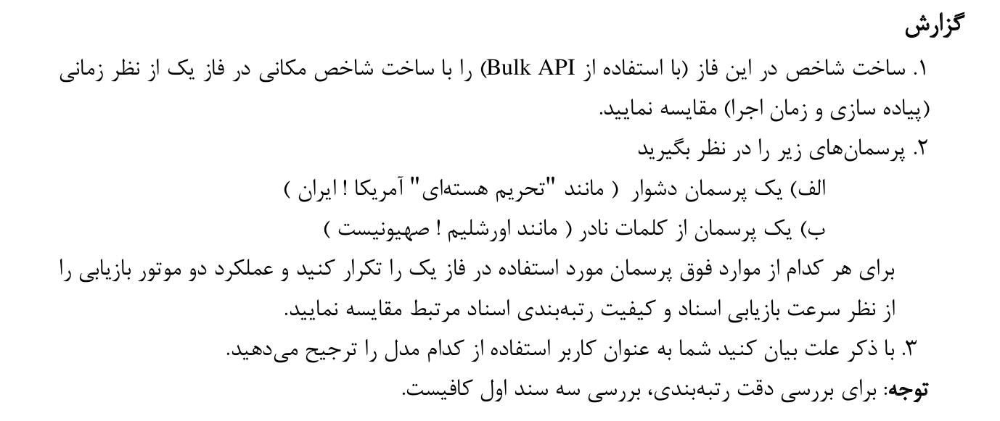 گزارش
۱. ساخت شاخص در این فاز (با استفاده از Bulk API) را با ساخت شاخص مکانی در فاز یک از نظر زمانی
(پیاده سازی و زمان اجرا) مقایسه نمایید.
۲. پرسمان‌های زیر را در نظر بگیرید
الف) یک پرسمان دشوار ( مانند "تحریم هسته‌ای" آمریکا ! ایران )
ب) یک پرسمان از کلمات نادر ( مانند اورشلیم ! صهیونیست )
برای هر کدام از موارد فوق پرسمان مورد استفاده در فاز یک را تکرار کنید و عملکرد دو موتور بازیابی را
از نظر سرعت بازیابی اسناد و کیفیت رتبه‌بندی اسناد مرتبط مقایسه نمایید.
۳. با ذکر علت بیان کنید شما به عنوان کاربر استفاده از کدام مدل را ترجیح می‌دهید.
توجه: برای بررسی دقت رتبه‌بندی، بررسی سه سند اول کافیست.